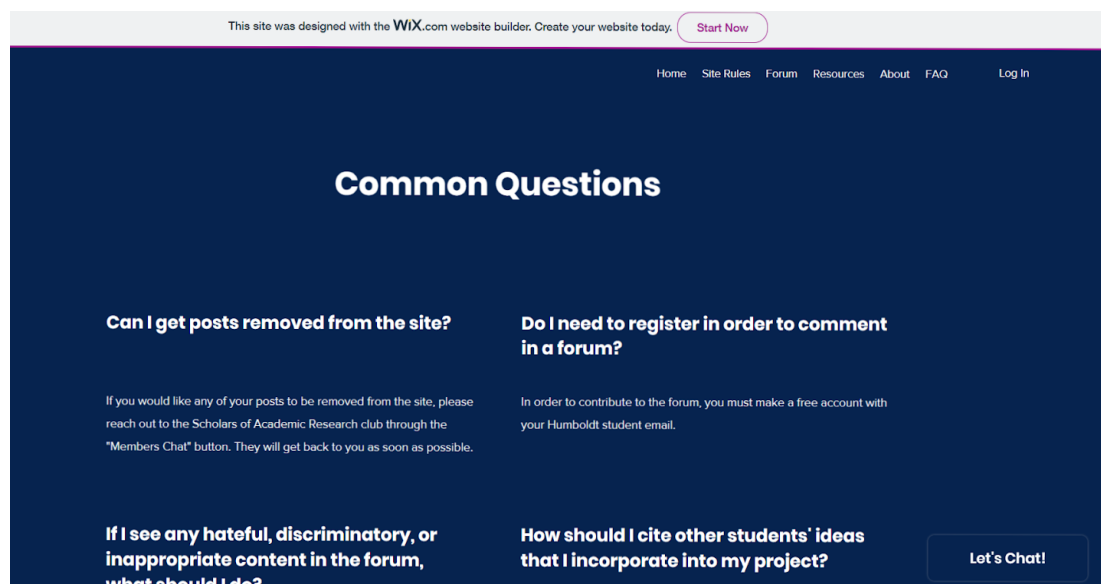 This site was designed with the WiX.com website builder. Create your website today. Start Now
Home Site Rules Forum Resources About FAQ Log In
Common Questions
Can I get posts removed from the site?
If you would like any of your posts to be removed from the site, please
reach out to the Scholars of Academic Research club through the
"Members Chat" button. They will get back to you as soon as possible.
Do I need to register in order to comment
in a forum?
In order to contribute to the forum, you must make a free account with
your Humboldt student email.
If I see any hateful, discriminatory, or
inappropriate content in the forum,
what should I do?
How should I cite other students' ideas
that I incorporate into my project?
Let's Chat!